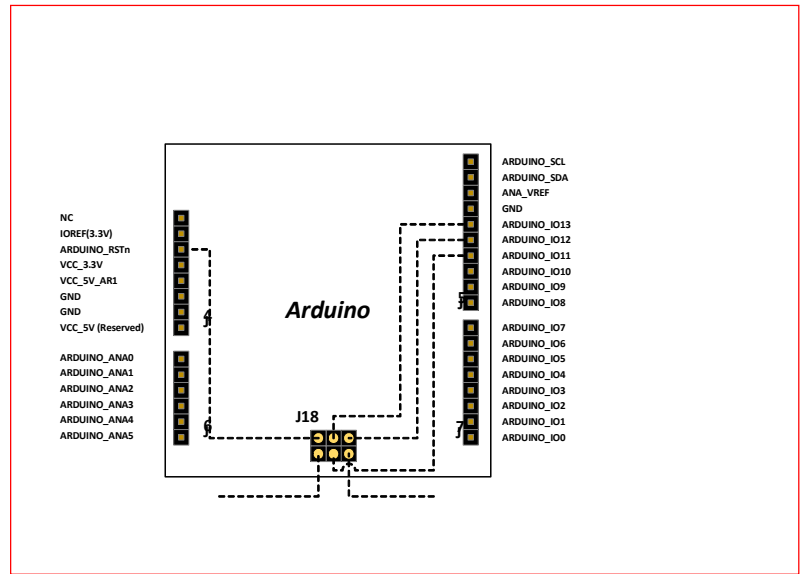 NC
IOREF(3.3V)
ARDUINO_RSTn
VCC_3.3V
VCC_5V_AR1
GND
GND
VCC_5V (Reserved)
ARDUINO_ANA0
ARDUINO_ANA1
ARDUINO_ANA2
ARDUINO_ANA3
ARDUINO_ANA4
ARDUINO_ANA5
Arduino
J18
ARDUINO_SCL
ARDUINO_SDA
ANA_VREF
GND
ARDUINO_IO13
ARDUINO_IO12
ARDUINO_IO11
ARDUINO_IO10
ARDUINO_IO9
ARDUINO_IO8
ARDUINO_IO7
ARDUINO_IO6
ARDUINO_IO5
ARDUINO_IO4
ARDUINO_IO3
ARDUINO_IO2
ARDUINO_IO1
ARDUINO_IO0